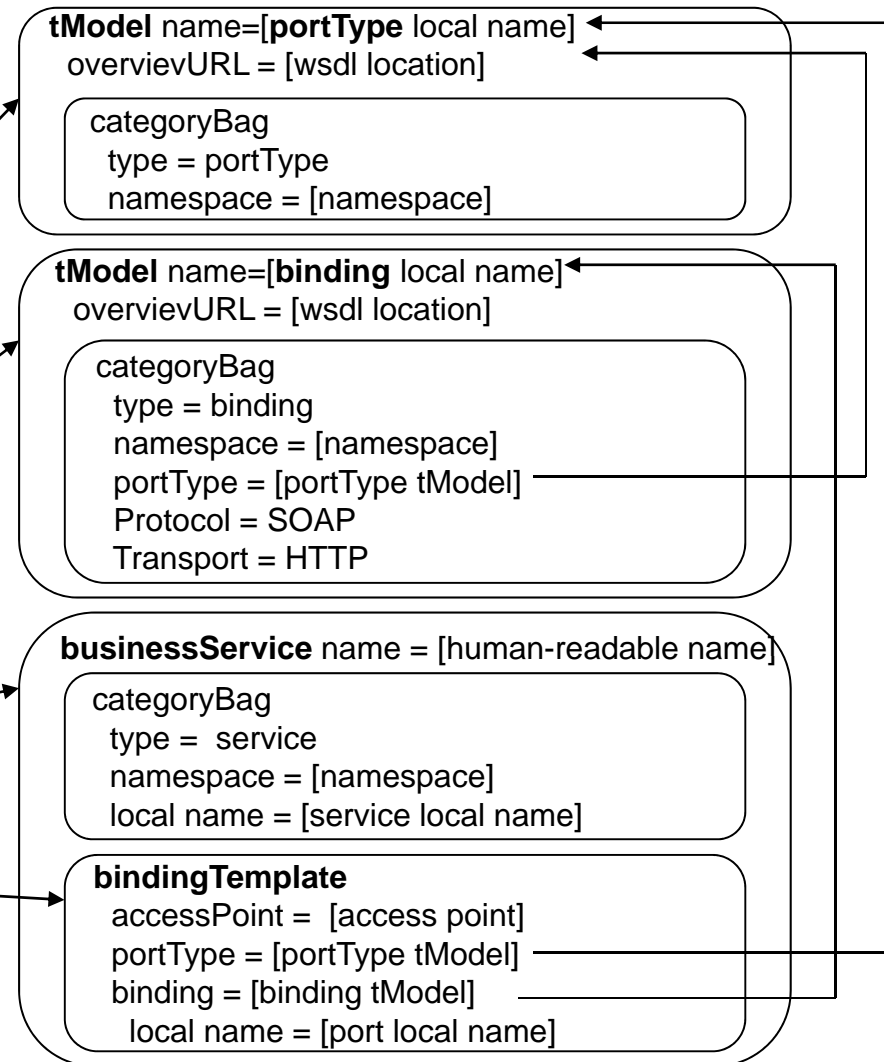 tModel name=[portType local name]
overvievURL = [wsdl location]
categoryBag
type = portType
namespace = [namespace]
tModel name=[binding local name]
overvievURL = [wsdl location]
categoryBag
type = binding
namespace = [namespace]
portType = [portType tModel]
Protocol = SOAP
Transport = HTTP
businessService name = [human-readable name]
categoryBag
type = service
namespace = [namespace]
local name = [service local name]
bindingTemplate
accessPoint = [access point]
portType = [portType tModel]
binding = [binding tModel]
local name = [port local name]